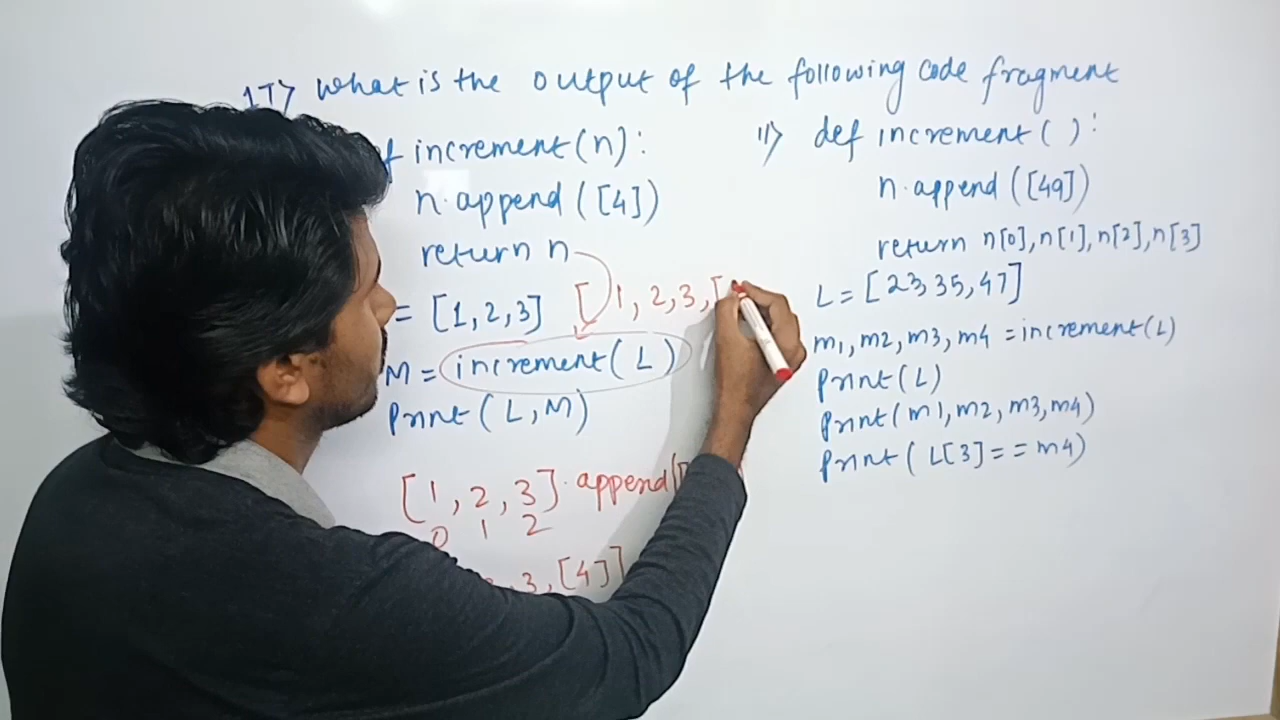 17> what is the output of the following code fragment
f increment(n):
n.append([4])
return n
= [1,2,3]
[1,2,3,[
M = increment(L)
print(L,M)
[1,2,3].append([
0 1 2
3,[4]]
11> def increment( ):
n.append([49])
return n[0],n[1],n[2],n[3]
L=[23,35,47]
m1,m2,m3,m4 =increment(L)
print(L)
print(m1,m2,m3,m4)
print(L[3]==m4)